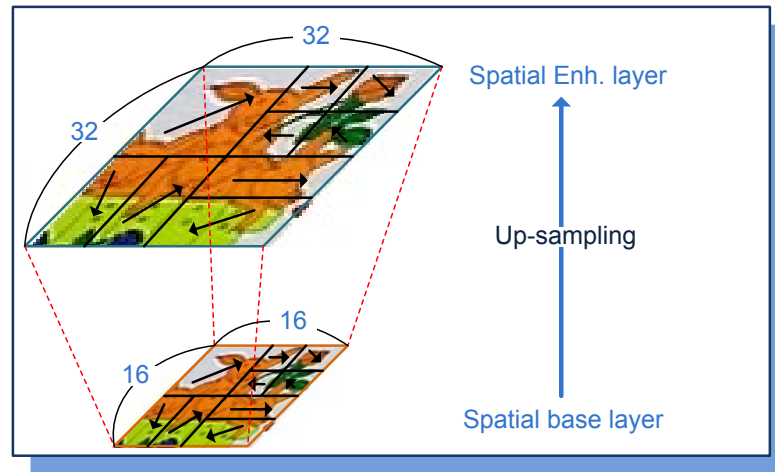 32
Spatial Enh. layer
32
Up-sampling
16
16
Spatial base layer